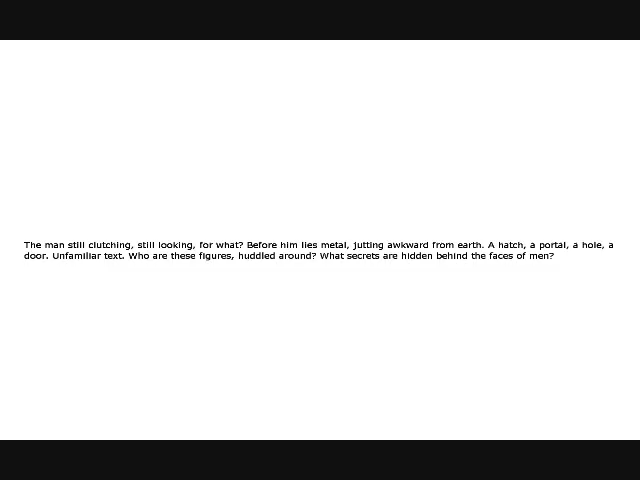 The man still clutching, still looking, for what? Before him lies metal, jutting awkward from earth. A hatch, a portal, a hole, a
door. Unfamiliar text. Who are these figures, huddled around? What secrets are hidden behind the faces of men?